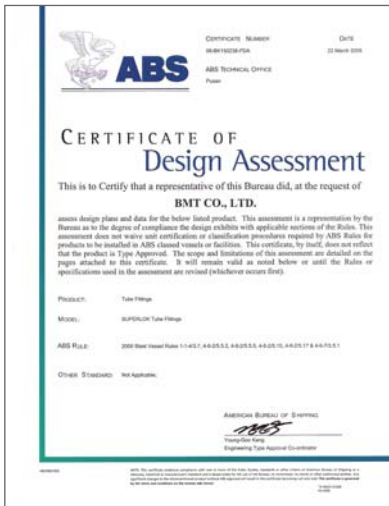 CERTIFICATE NUMBER
DATE
22 March 2006
ABS TECHNICAL OFFICE
Pusan
ABS
CERTIFICATE OF
Design Assessment
This is to Certify that a representative of this Bureau did, at the request of
BMT CO., LTD.
assess design plans and data for the below listed product. This assessment is a representation by the
Bureau as to the degree of compliance the design exhibits with applicable sections of the Rules. This
assessment does not waive unit certification or classification procedures required by ABS Rules for
products to be installed in ABS classed vessels or facilities. This certificate, by itself, does not reflect
that the product is Type Approved. The scope and limitations of this assessment are detailed on the
pages attached to this certificate. It will remain valid as noted below or until the Rules or
specifications used in the assessment are revised (whichever occurs first).
PRODUCT: Tube Fittings
MODEL: SUPERLOK Tube Fittings
ABS RULE: 2006 Steel Vessel Rules
OTHER STANDARD: Not Applicable;
AMERICAN BUREAU OF SHIPPING
Young-Goo Kang
Engineering Type Approval Co-ordinator